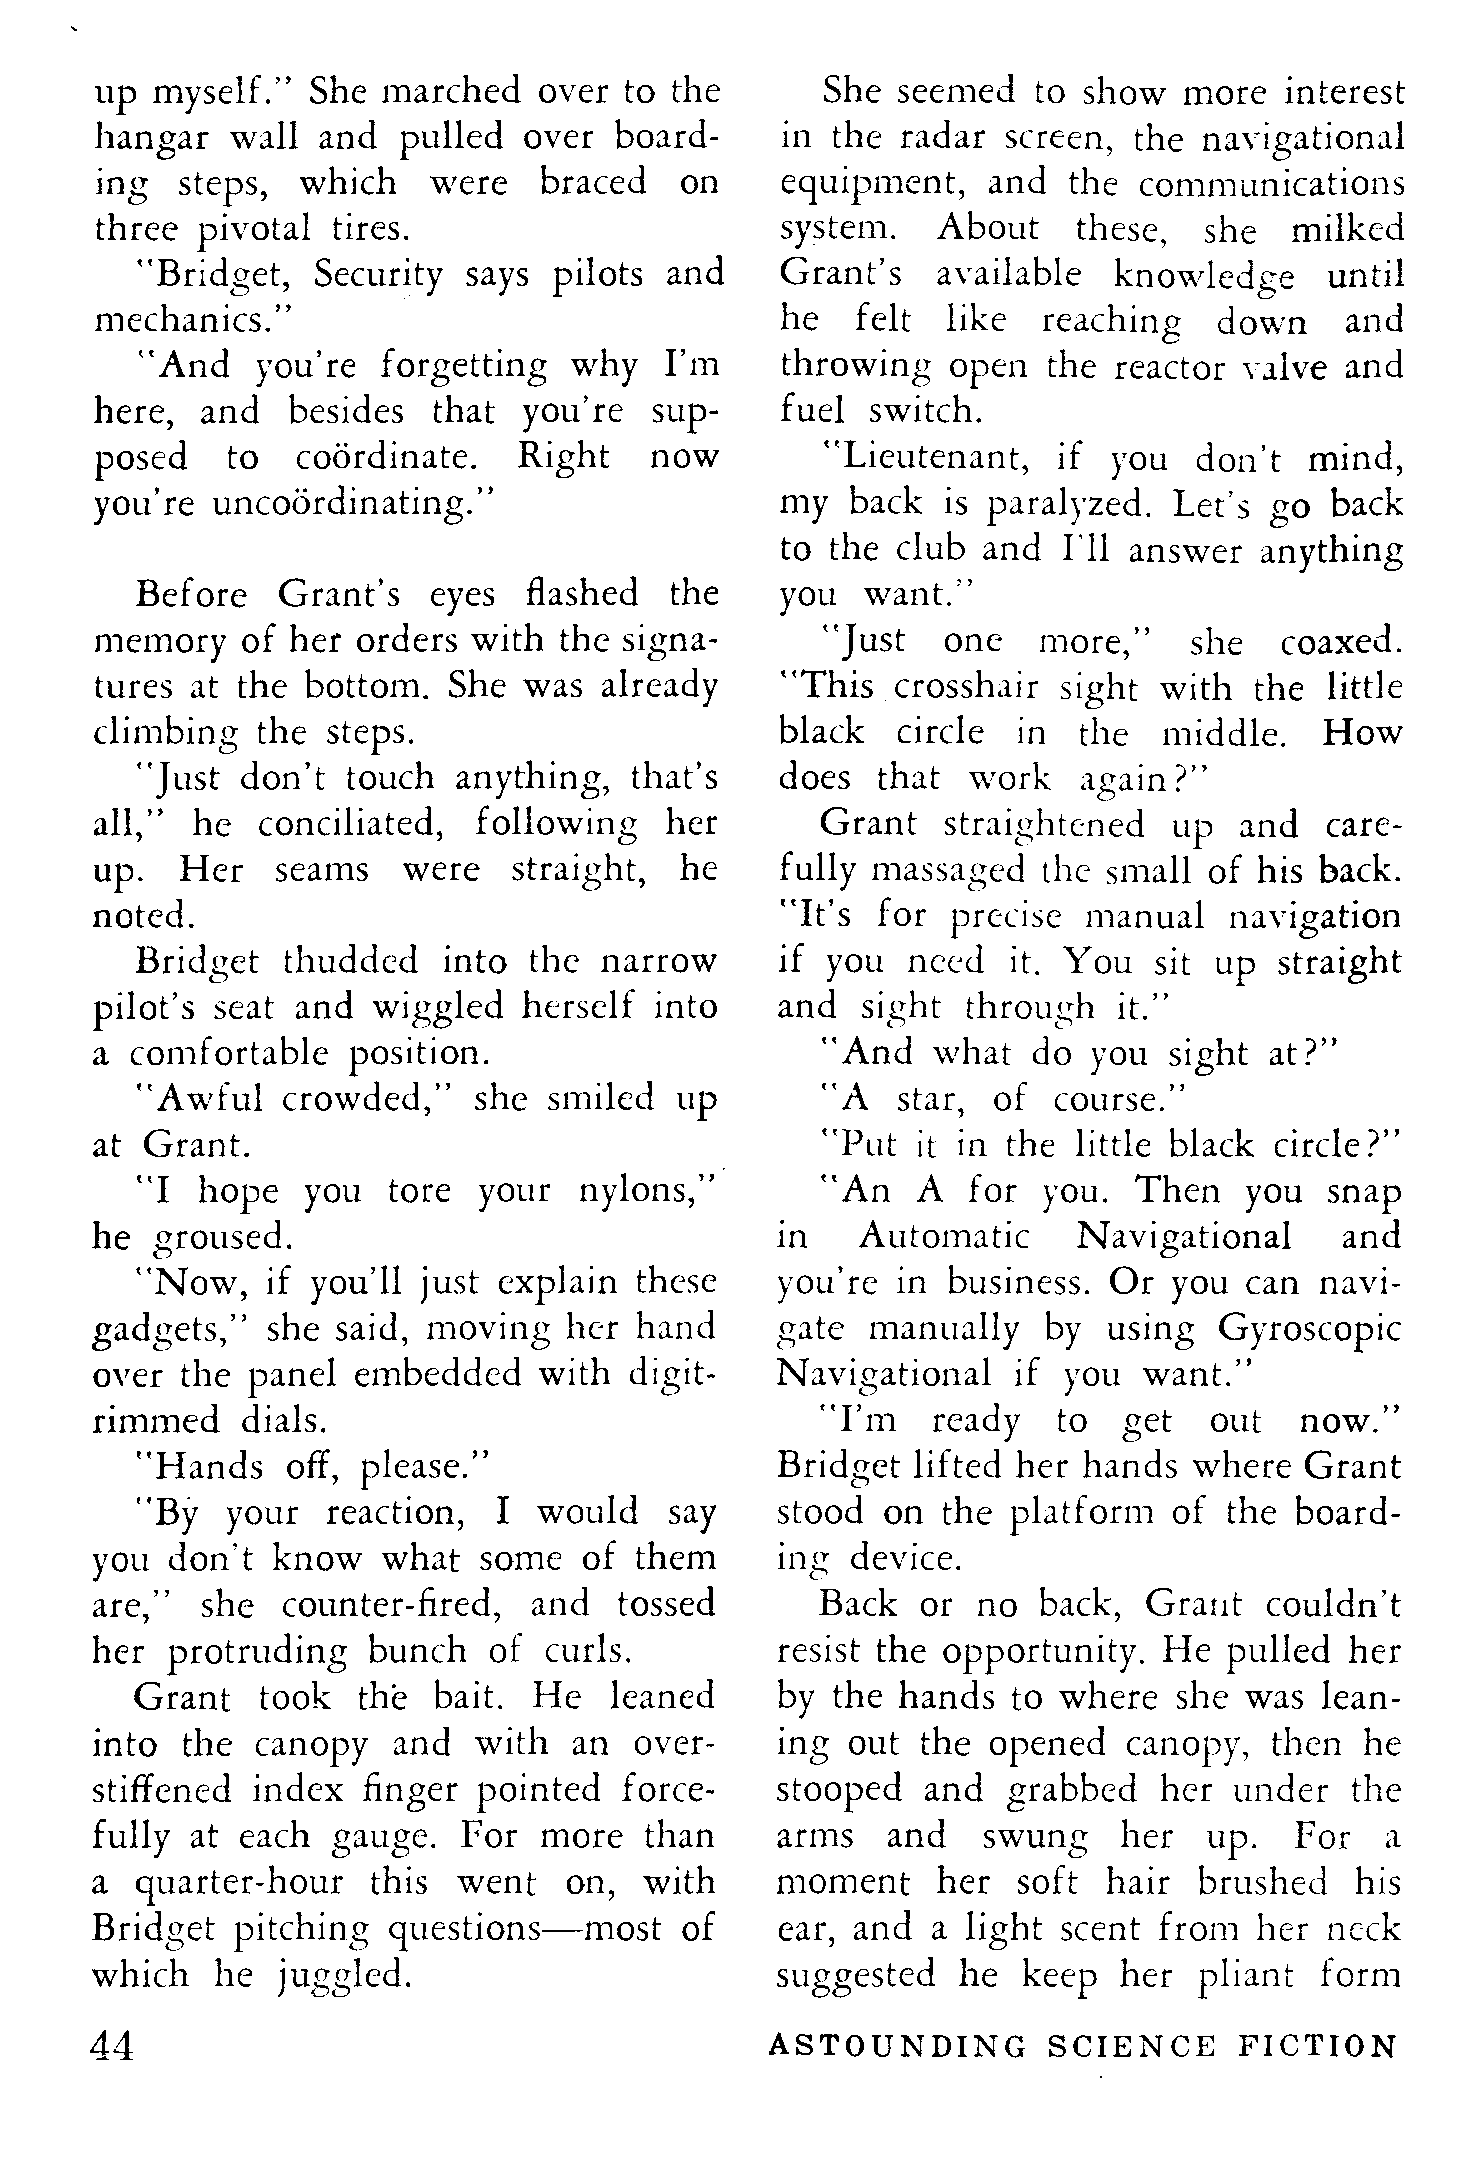 up myself." She marched over to the
hangar wall and pulled over board-
ing steps, which were braced on
three pivotal tires.
"Bridget, Security says pilots and
mechanics."
"And you're forgetting why I'm
here, and besides that you're sup-
posed to coördinate. Right now
you're uncoördinating."
Before Grant's eyes flashed the
memory of her orders with the signa-
tures at the bottom. She was already
climbing the steps.
"Just don't touch anything, that's
all," he conciliated, following her
up. Her seams were straight, he
noted.
Bridget thudded into the narrow
pilot's seat and wiggled herself into
a comfortable position.
"Awful crowded," she smiled up
at Grant.
"I hope you tore your nylons,"
he groused.
"Now, if you'll just explain these
gadgets," she said, moving her hand
over the panel embedded with digit-
rimmed dials.
"Hands off, please."
"By your reaction, I would say
you don't know what some of them
are," she counter-fired, and tossed
her protruding bunch of curls.
Grant took the bait. He leaned
into the canopy and with an over-
stiffened index finger pointed force-
fully at each gauge. For more than
a quarter-hour this went on, with
Bridget pitching questions—most of
which he juggled.
She seemed to show more interest
in the radar screen, the navigational
equipment, and the communications
system. About these, she milked
Grant's available knowledge until
he felt like reaching down and
throwing open the reactor valve and
fuel switch.
"Lieutenant, if you don't mind,
my back is paralyzed. Let's go back
to the club and I'll answer anything
you want."
"Just one more," she coaxed.
"This crosshair sight with the little
black circle in the middle. How
does that work again?"
Grant straightened up and care-
fully massaged the small of his back.
"It's for precise manual navigation
if you need it. You sit up straight
and sight through it."
"And what do you sight at?"
"A star, of course."
"Put it in the little black circle?"
"An A for you. Then you snap
in Automatic Navigational and
you're in business. Or you can navi-
gate manually by using Gyroscopic
Navigational if you want."
"I'm ready to get out now."
Bridget lifted her hands where Grant
stood on the platform of the board-
ing device.
Back or no back, Grant couldn't
resist the opportunity. He pulled her
by the hands to where she was lean-
ing out the opened canopy, then he
stooped and grabbed her under the
arms and swung her up. For a
moment her soft hair brushed his
ear, and a light scent from her neck
suggested he keep her pliant form
44
ASTOUNDING SCIENCE FICTION